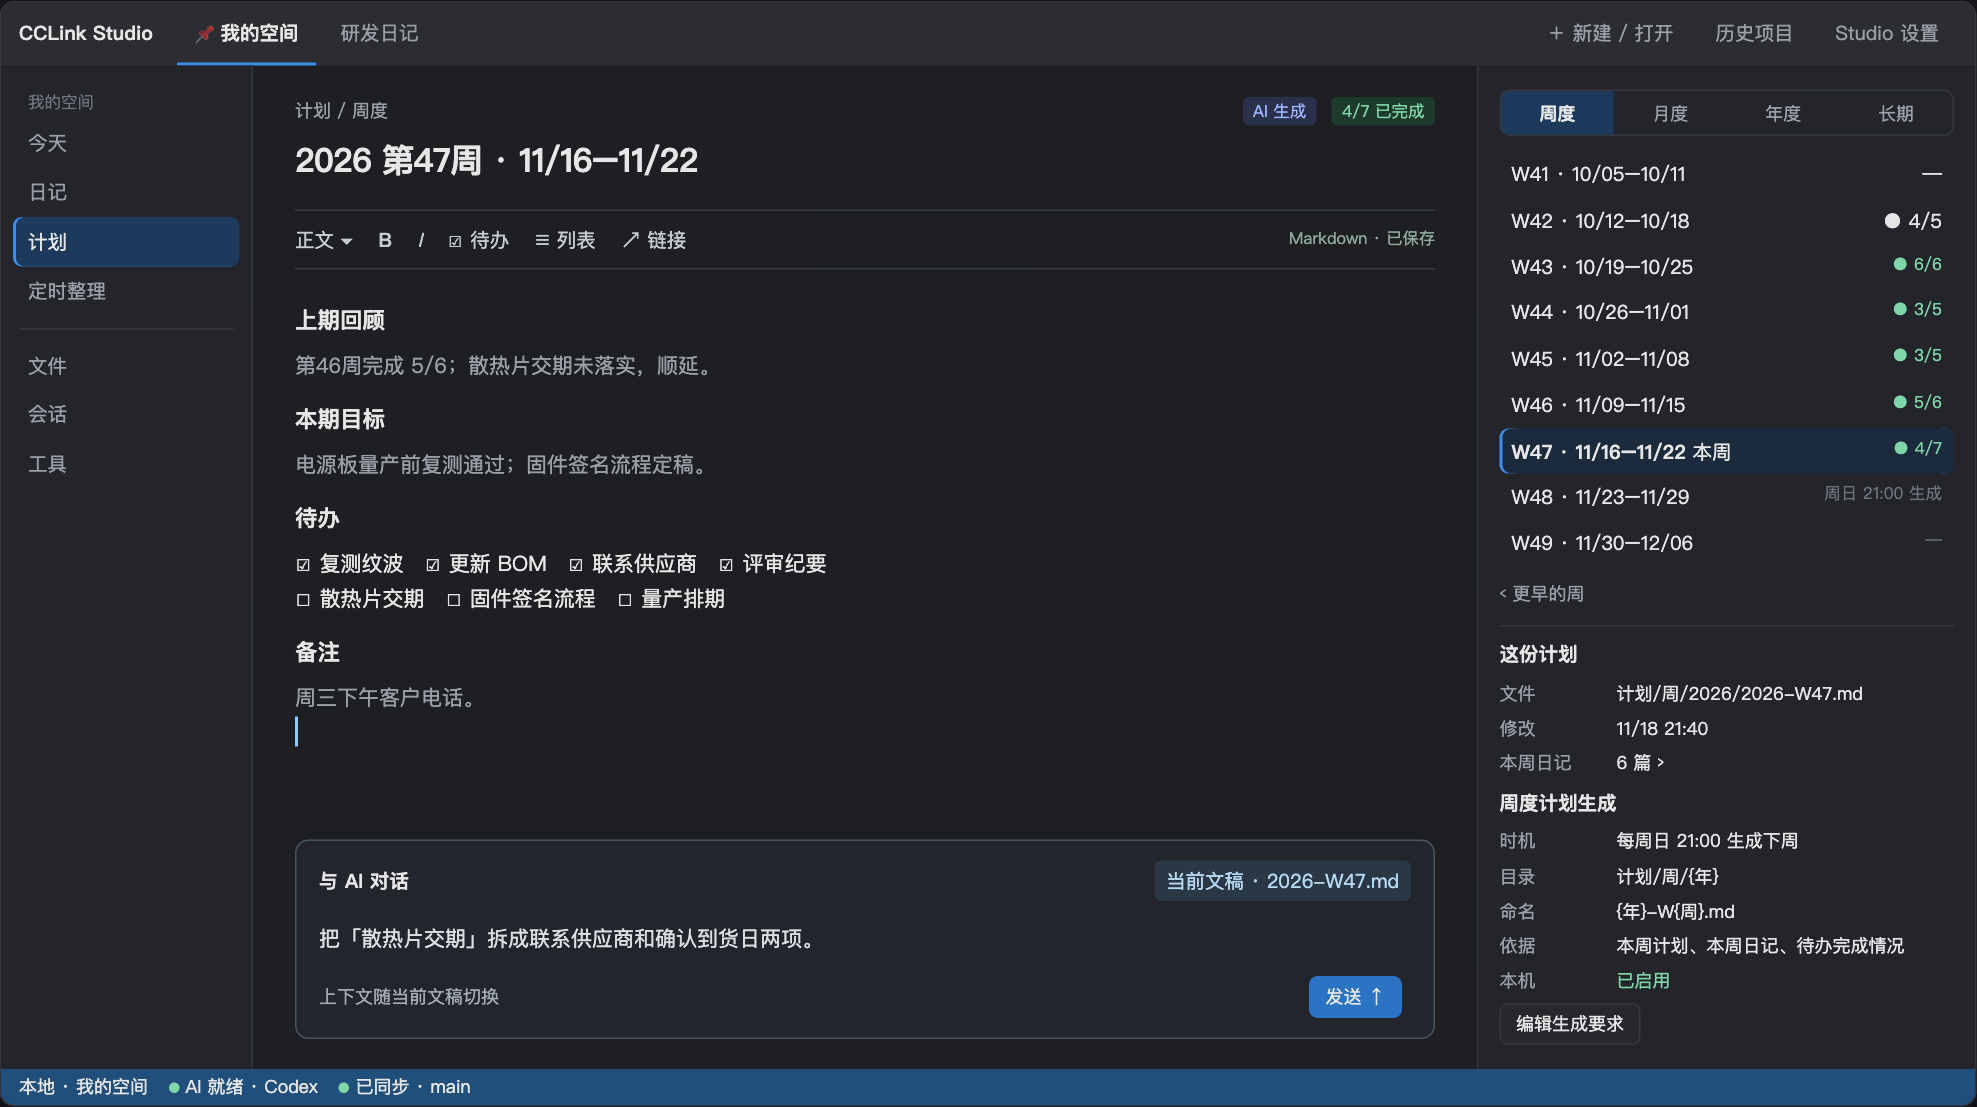 CCLink Studio 📌 我的空间 研发日记 + 新建 / 打开 历史项目 Studio 设置
我的空间
今天
日记
计划
定时整理
文件
会话
工具
计划 / 周度 AI 生成 4/7 已完成
2026 第47周 · 11/16—11/22
正文 B I ☑ 待办 ≡ 列表 ↗ 链接 Markdown · 已保存
上期回顾
第46周完成 5/6；散热片交期未落实，顺延。
本期目标
电源板量产前复测通过；固件签名流程定稿。
待办
☑ 复测纹波 ☑ 更新 BOM ☑ 联系供应商 ☑ 评审纪要
☐ 散热片交期 ☐ 固件签名流程 ☐ 量产排期
备注
周三下午客户电话。
与 AI 对话 当前文稿 · 2026-W47.md
把「散热片交期」拆成联系供应商和确认到货日两项。
上下文随当前文稿切换 发送 ↑
周度 月度 年度 长期
W41 · 10/05—10/11 —
W42 · 10/12—10/18 ● 4/5
W43 · 10/19—10/25 ● 6/6
W44 · 10/26—11/01 ● 3/5
W45 · 11/02—11/08 ● 3/5
W46 · 11/09—11/15 ● 5/6
W47 · 11/16—11/22 本周 ● 4/7
W48 · 11/23—11/29 周日 21:00 生成
W49 · 11/30—12/06 —
‹ 更早的周
这份计划
文件 计划/周/2026/2026-W47.md
修改 11/18 21:40
本周日记 6 篇 ›
周度计划生成
时机 每周日 21:00 生成下周
目录 计划/周/{年}
命名 {年}-W{周}.md
依据 本周计划、本周日记、待办完成情况
本机 已启用
编辑生成要求
本地 · 我的空间 ● AI 就绪 · Codex ● 已同步 · main